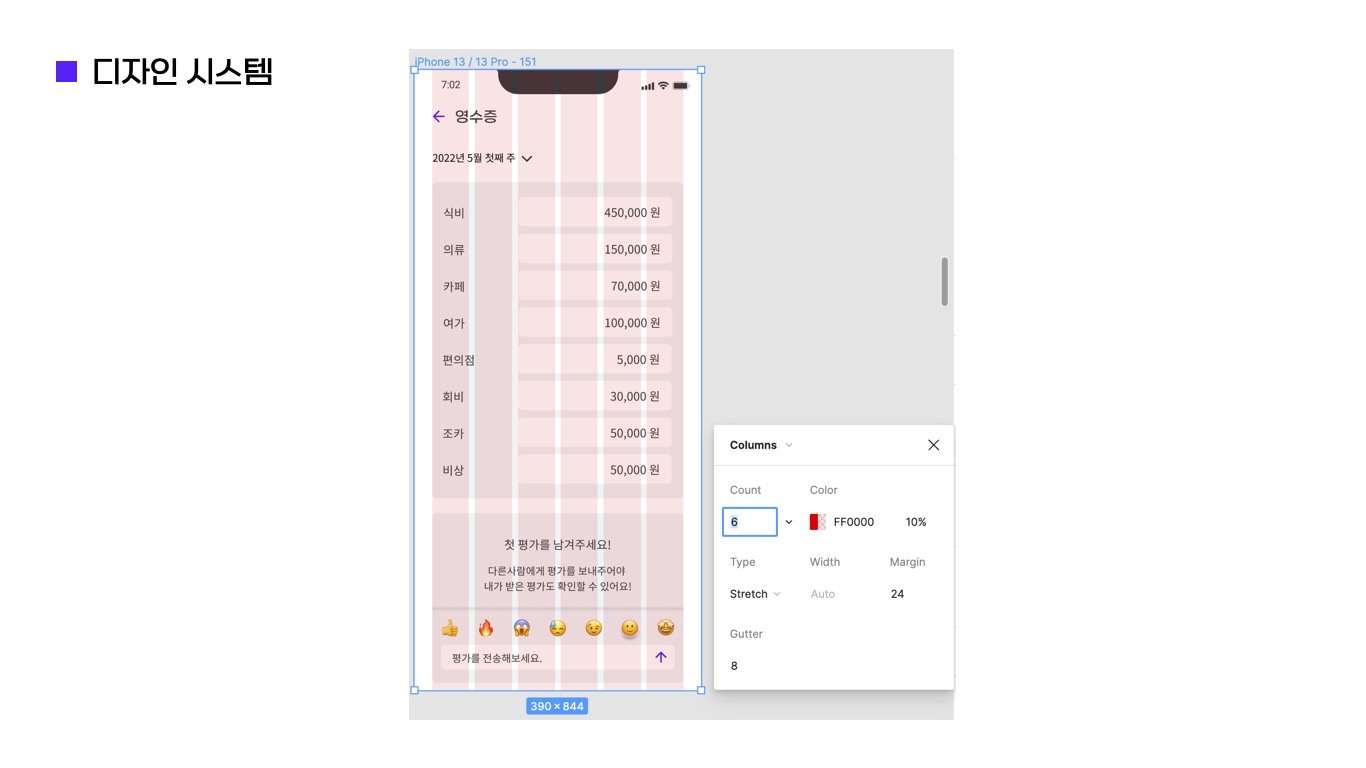 디자인 시스템
iPhone 13 / 13 Pro - 151
7:02
영수증
2022년 5월 첫째 주
식비 450,000 원
의류 150,000 원
카페 70,000 원
여가 100,000 원
편의점 5,000 원
회비 30,000 원
조카 50,000 원
비상 50,000 원
첫 평가를 남겨주세요!
다른사람에게 평가를 보내주어야
내가 받은 평가도 확인할 수 있어요!
평가를 전송해보세요.
390 × 844
Columns
Count Color
6 FF0000 10%
Type Width Margin
Stretch Auto 24
Gutter
8